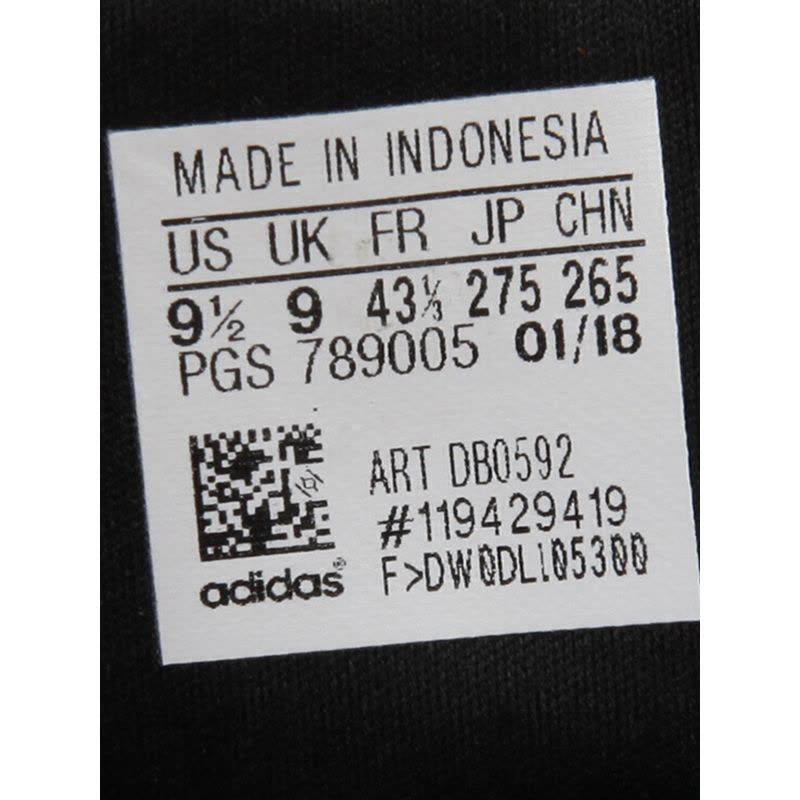 MADE IN INDONESIA
US UK FR JP CHN
9½ 9 43⅓ 275 265
PGS 789005 01/18
ART DB0592
#119429419
adidas®